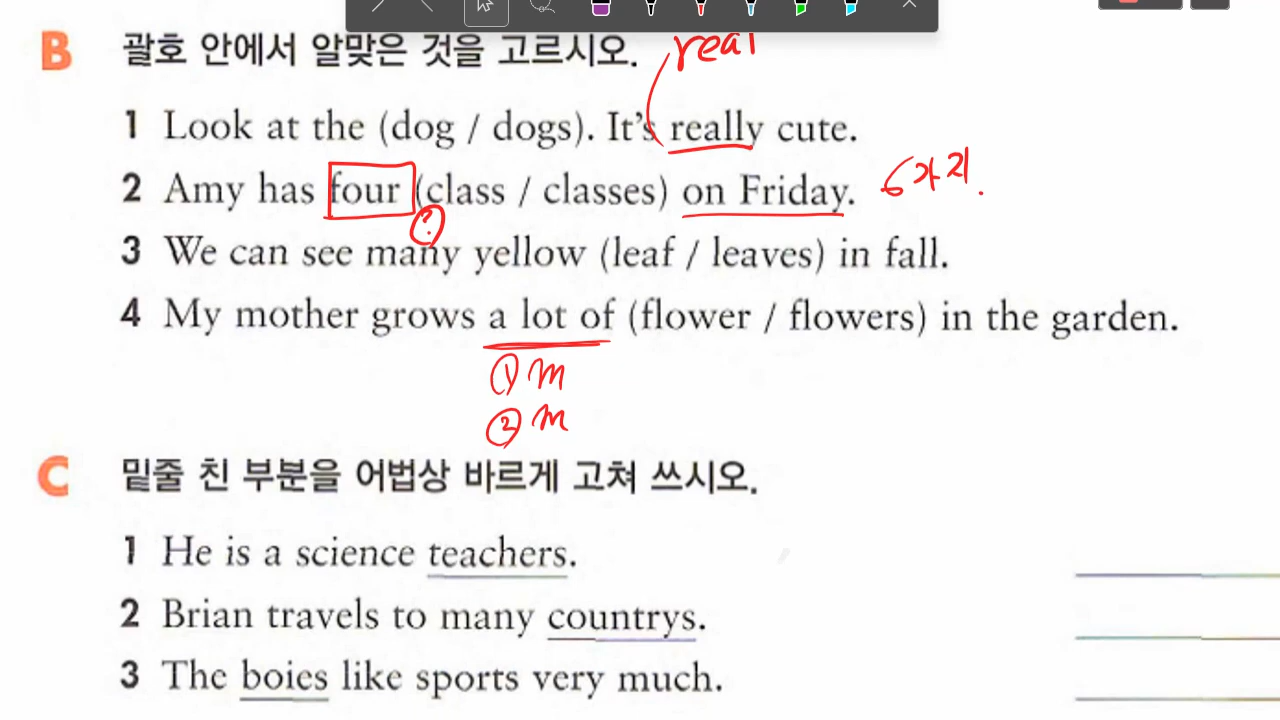 B 괄호 안에서 알맞은 것을 고르시오.
real
1 Look at the (dog / dogs). It's really cute.
2 Amy has four (class / classes) on Friday. 6가지.
?
3 We can see many yellow (leaf / leaves) in fall.
4 My mother grows a lot of (flower / flowers) in the garden.
① m
② m
C 밑줄 친 부분을 어법상 바르게 고쳐 쓰시오.
1 He is a science teachers.
2 Brian travels to many countrys.
3 The boies like sports very much.